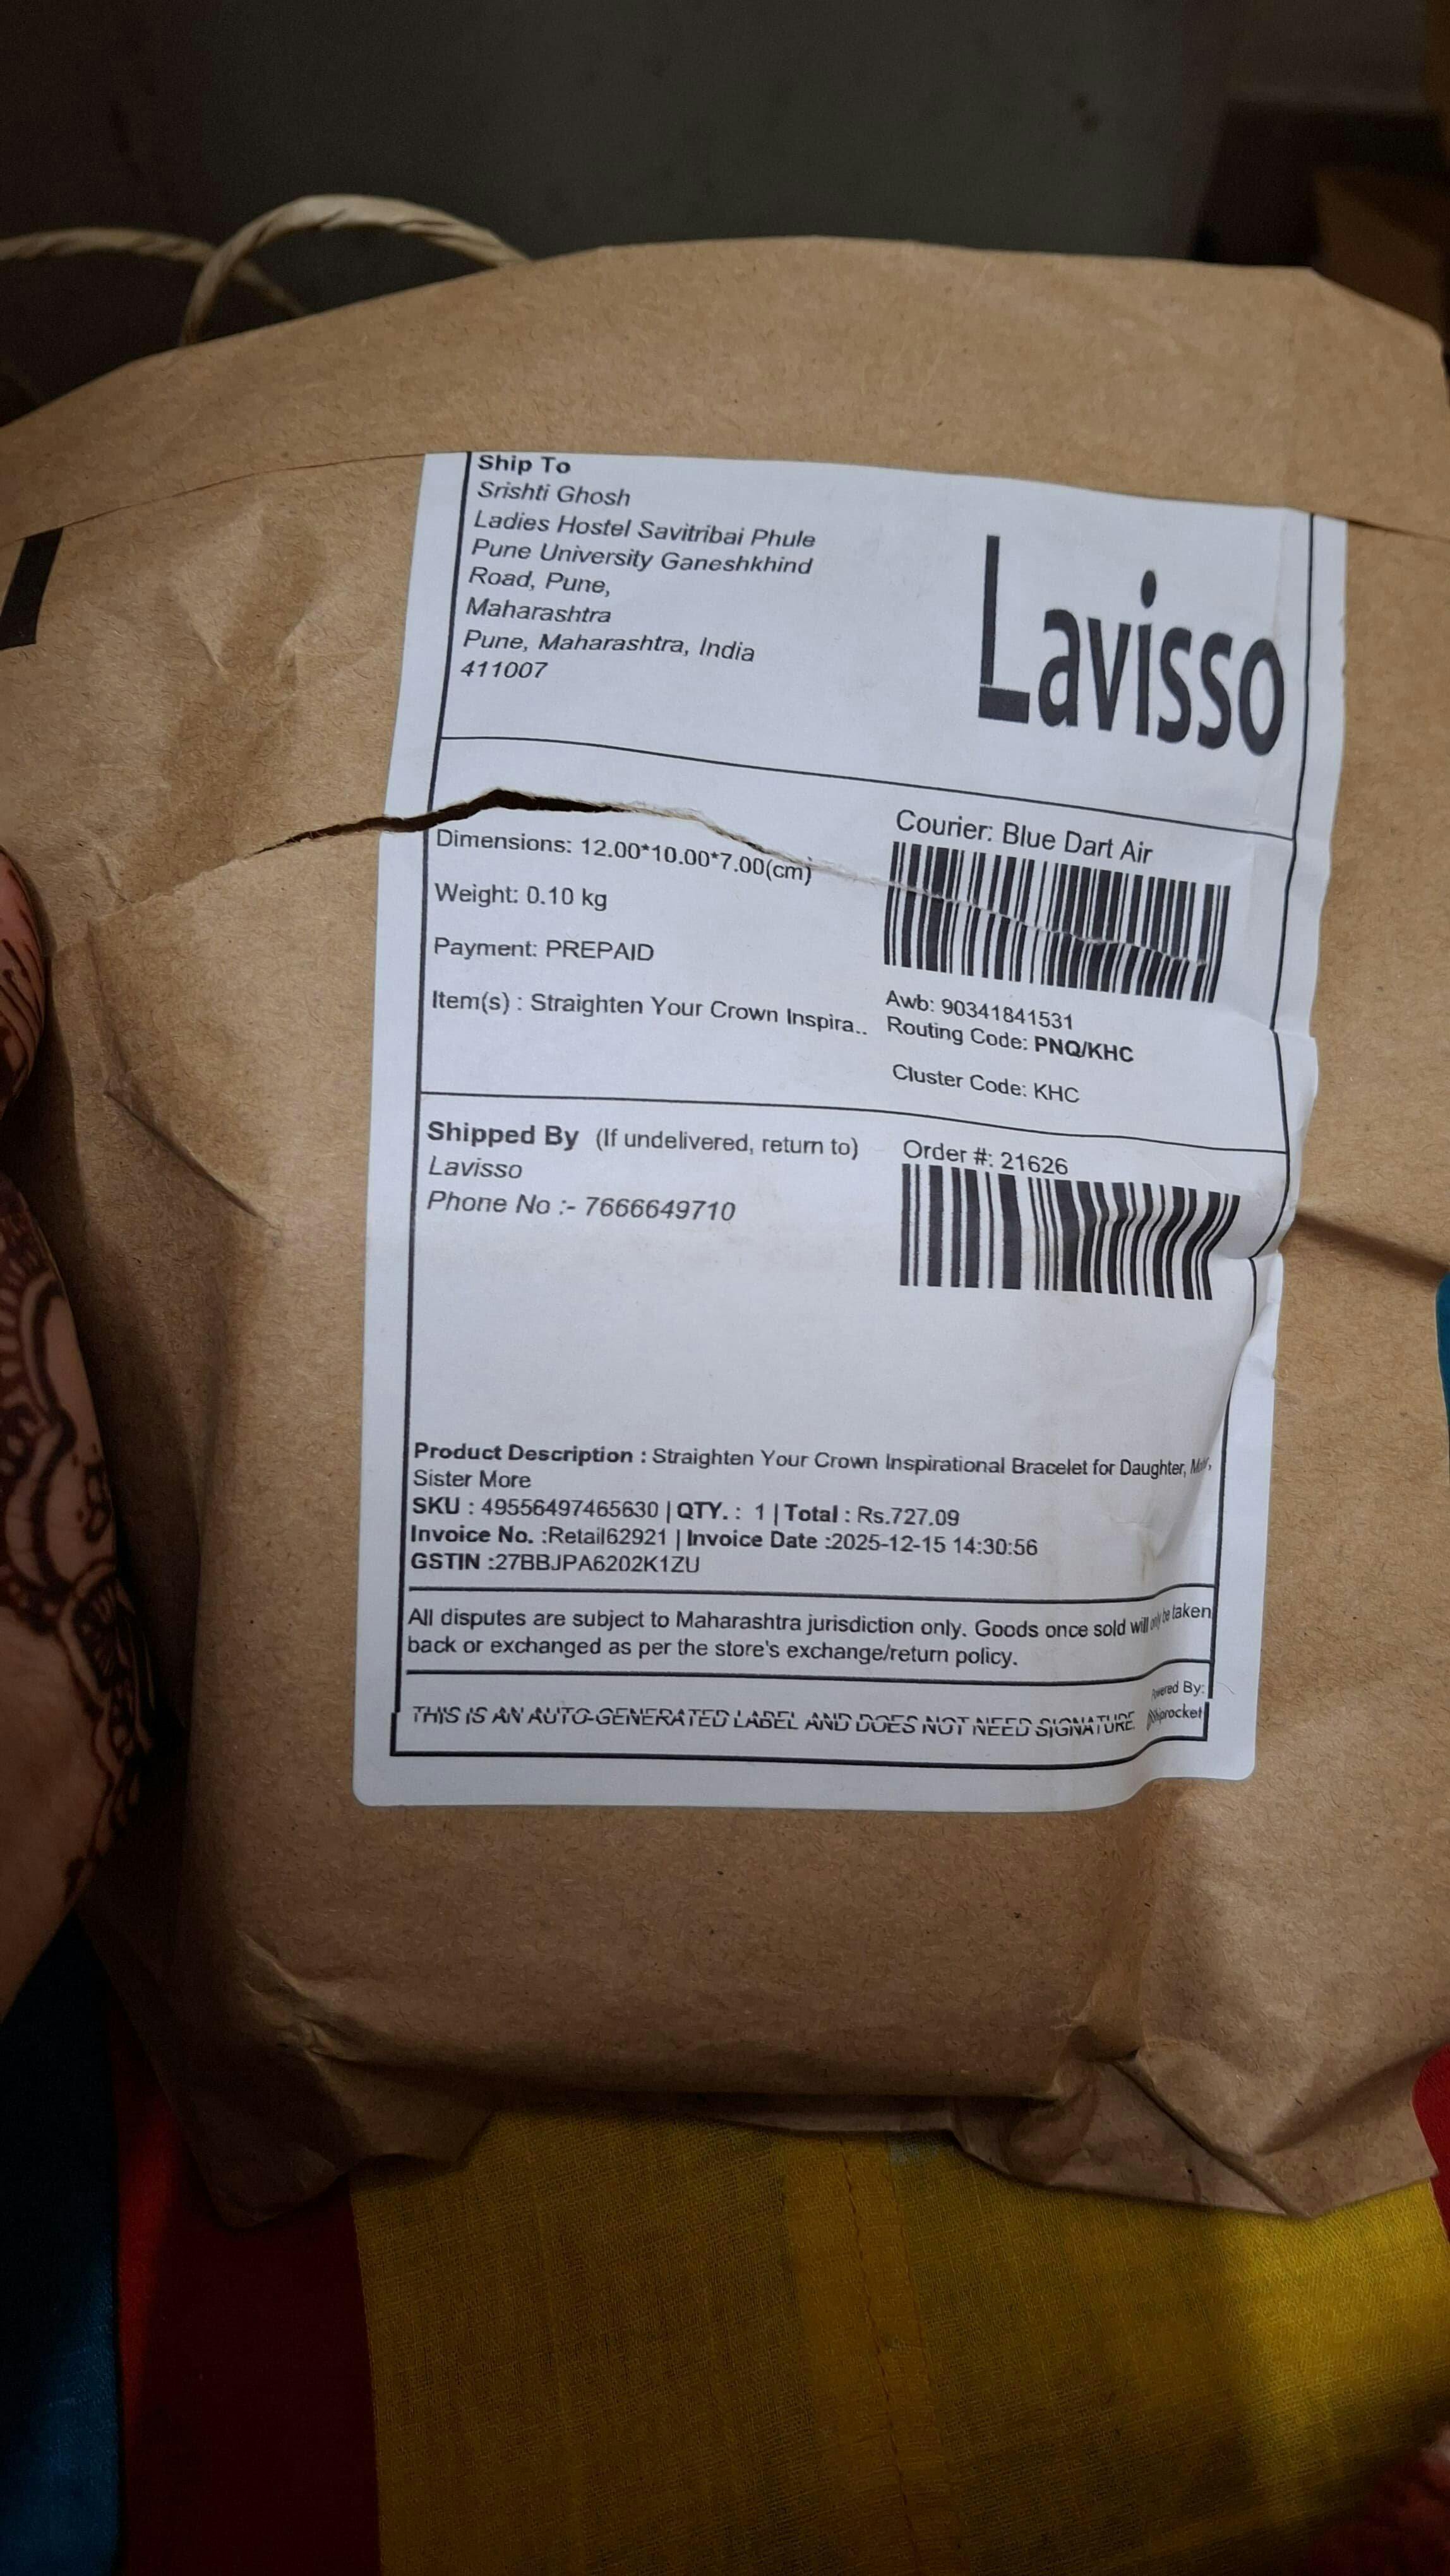 Ship To
Srishti Ghosh
Ladies Hostel Savitribai Phule
Pune University Ganeshkhind
Road, Pune,
Maharashtra
Pune, Maharashtra, India
411007
Lavisso
Dimensions: 12.00*10.00*7.00(cm)
Weight: 0.10 kg
Payment: PREPAID
Item(s) : Straighten Your Crown Inspira..
Courier: Blue Dart Air
Awb: 90341841531
Routing Code: PNQ/KHC
Cluster Code: KHC
Shipped By (If undelivered, return to)
Lavisso
Phone No :- 7666649710
Order #: 21626
Product Description : Straighten Your Crown Inspirational Bracelet for Daughter,
Sister More
SKU : 49556497465630 | QTY. : 1 | Total : Rs.727.09
Invoice No. :Retail62921 | Invoice Date :2025-12-15 14:30:56
GSTIN :27BBJPA6202K1ZU
All disputes are subject to Maharashtra jurisdiction only. Goods once sold will only be taken
back or exchanged as per the store's exchange/return policy.
THIS IS AN AUTO-GENERATED LABEL AND DOES NOT NEED SIGNATURE
Powered By: